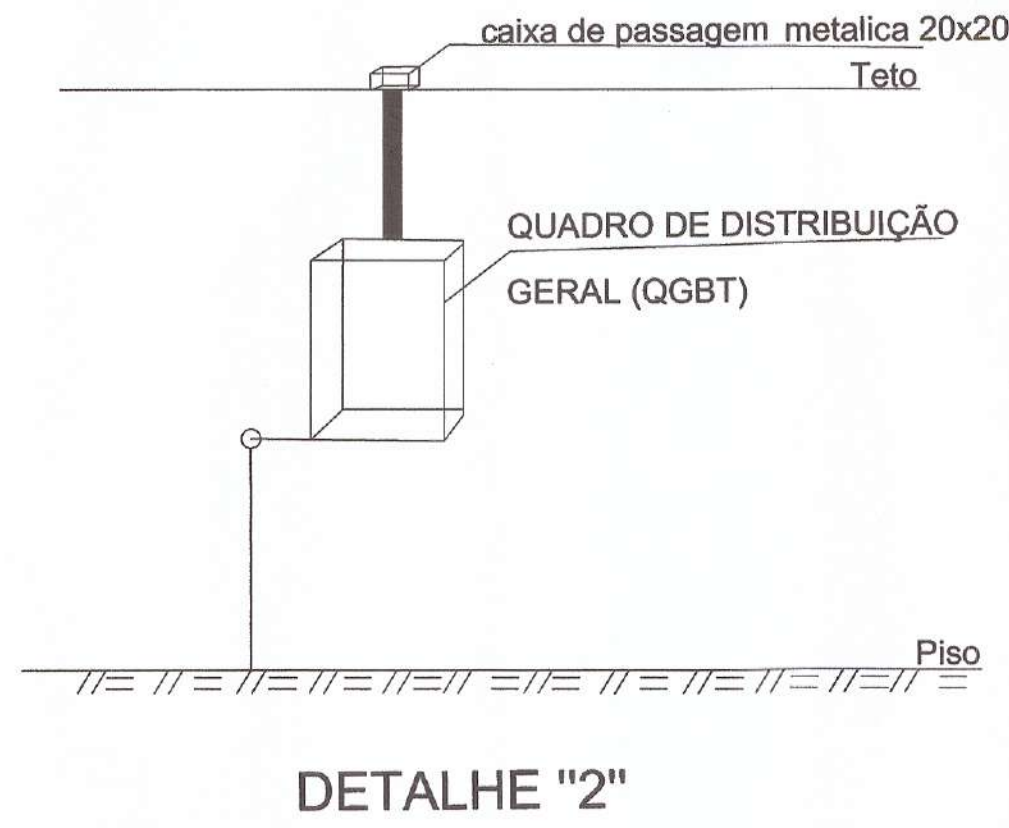 caixa de passagem metalica 20x20
Teto
QUADRO DE DISTRIBUIÇÃO
GERAL (QGBT)
Piso
DETALHE "2"